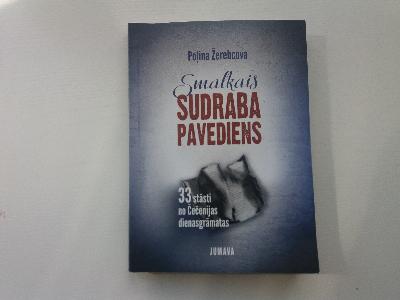 Poļina Žerebcova
Smalkais
SUDRABA
PAVEDIENS
33 stāsti
no Čečenijas
dienasgrāmatas
JUMAVA